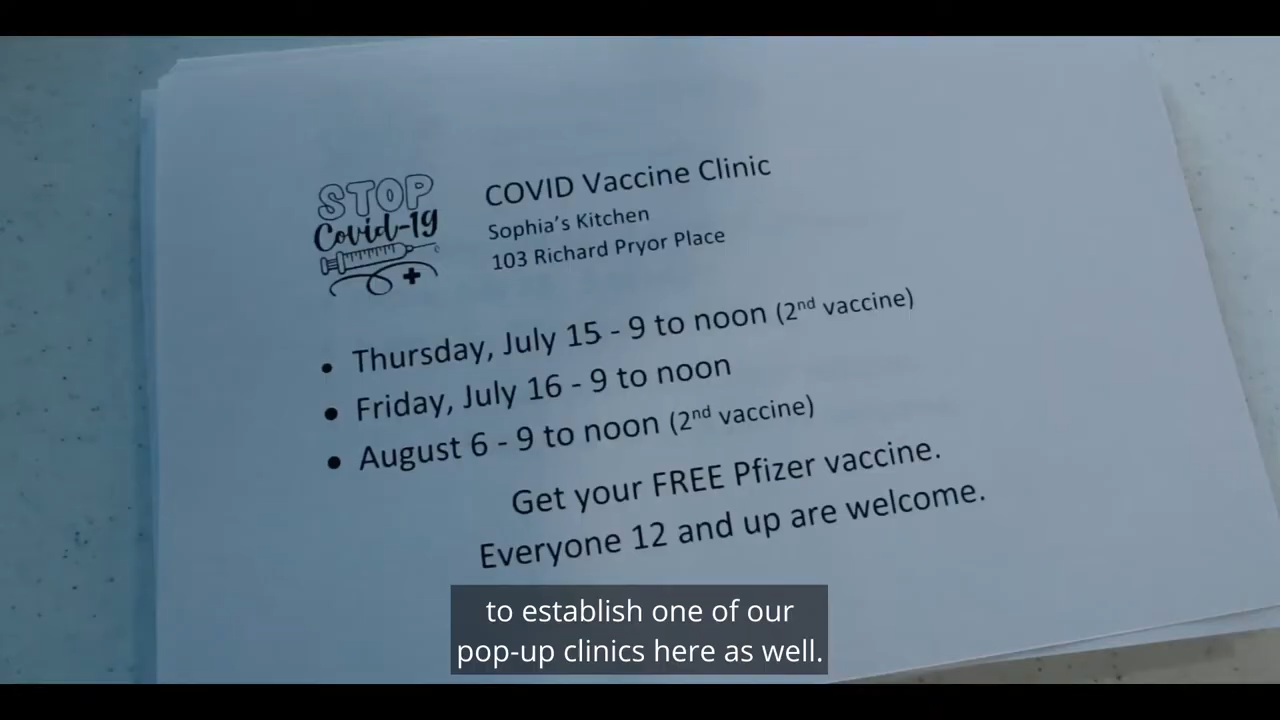 STOP
Covid-19
COVID Vaccine Clinic
Sophia's Kitchen
103 Richard Pryor Place
• Thursday, July 15 - 9 to noon (2nd vaccine)
• Friday, July 16 - 9 to noon
• August 6 - 9 to noon (2nd vaccine)
Get your FREE Pfizer vaccine.
Everyone 12 and up are welcome.
to establish one of our
pop-up clinics here as well.